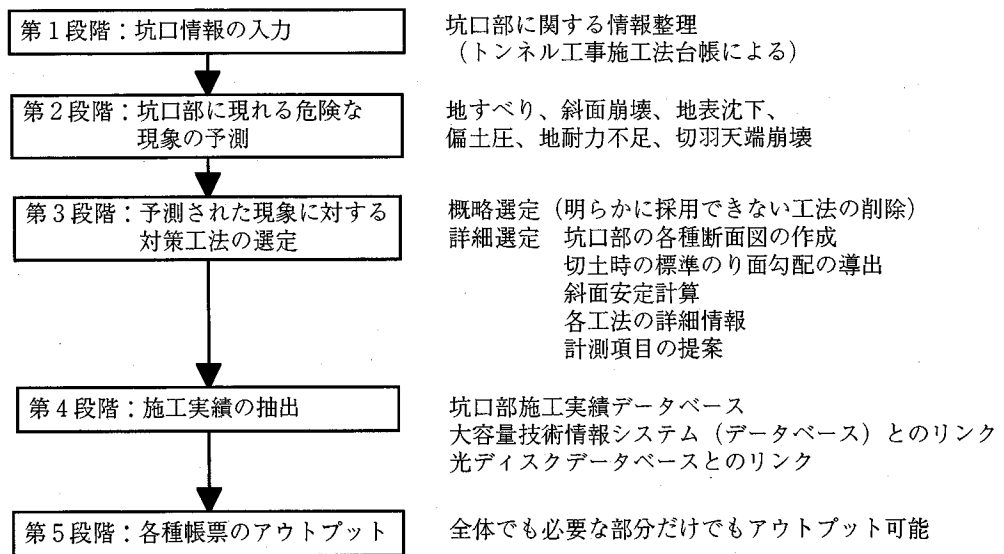 第1段階：坑口情報の入力
坑口部に関する情報整理
（トンネル工事施工法台帳による）
第2段階：坑口部に現れる危険な
現象の予測
地すべり、斜面崩壊、地表沈下、
偏土圧、地耐力不足、切羽天端崩壊
第3段階：予測された現象に対する
対策工法の選定
概略選定（明らかに採用できない工法の削除）
詳細選定　坑口部の各種断面図の作成
切土時の標準のり面勾配の導出
斜面安定計算
各工法の詳細情報
計測項目の提案
第4段階：施工実績の抽出
坑口部施工実績データベース
大容量技術情報システム（データベース）とのリンク
光ディスクデータベースとのリンク
第5段階：各種帳票のアウトプット
全体でも必要な部分だけでもアウトプット可能